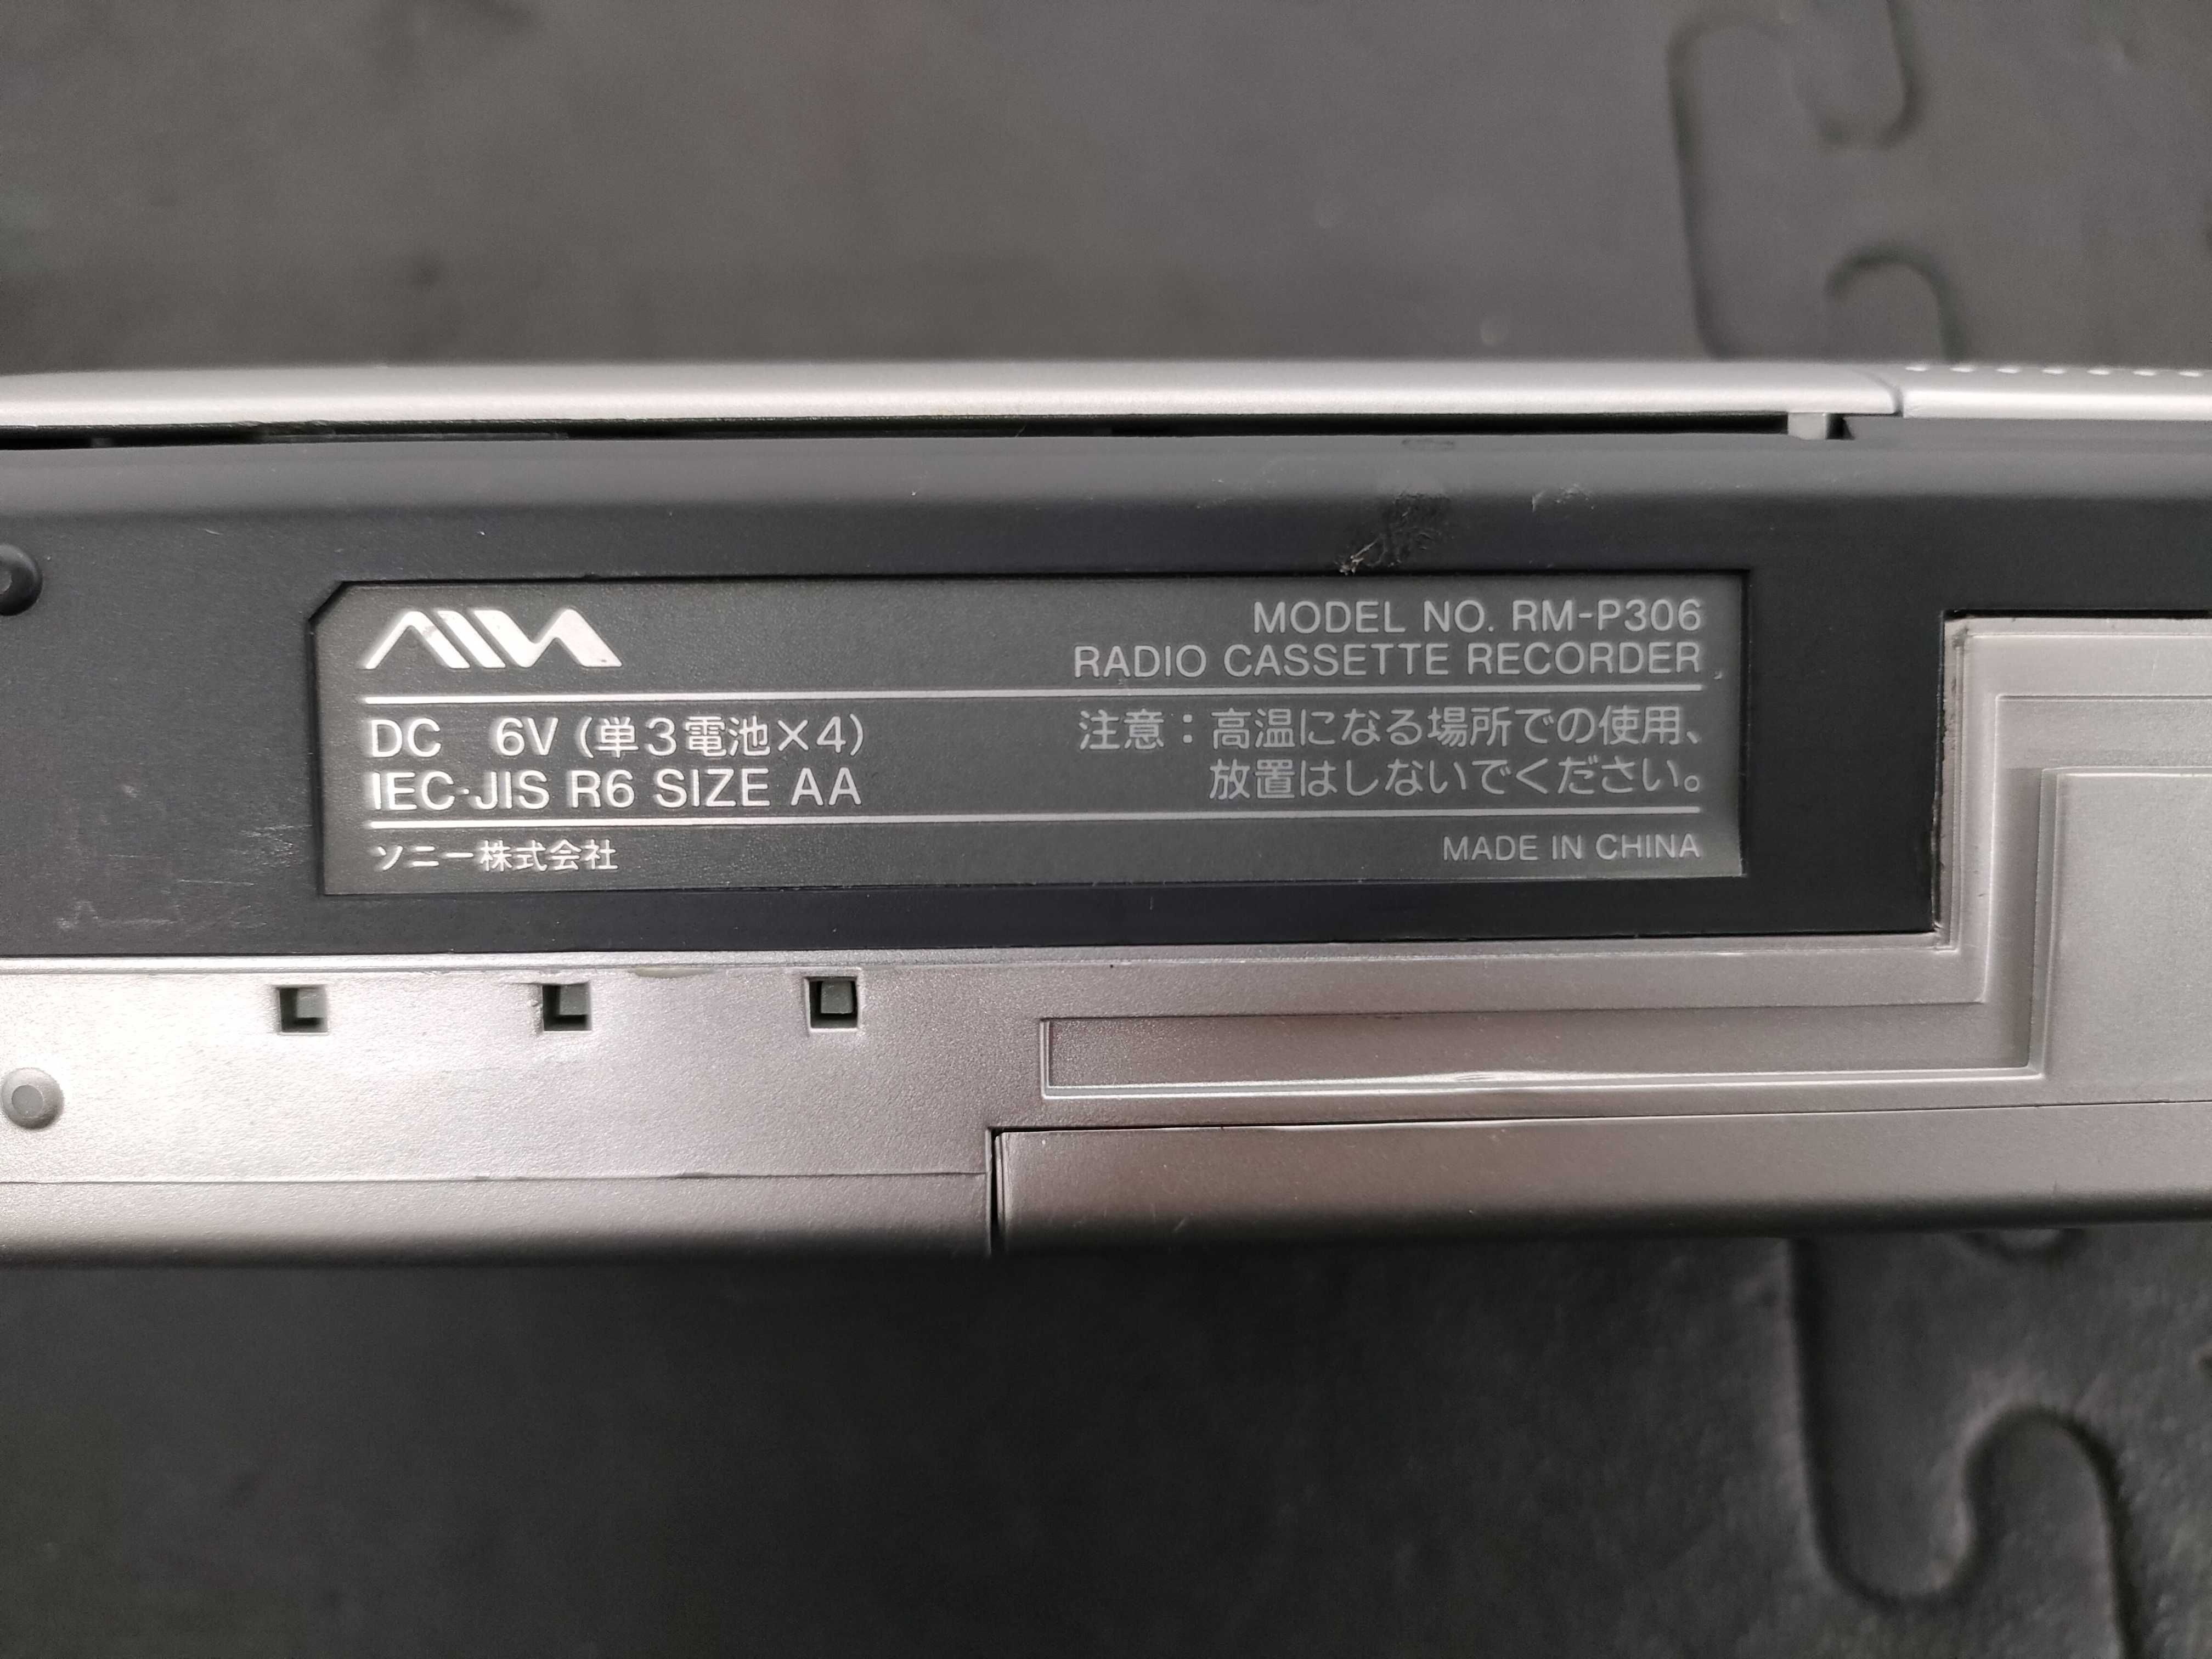 AIWA
MODEL NO. RM-P306
RADIO CASSETTE RECORDER
DC 6V (単3電池×4)
IEC·JIS R6 SIZE AA
注意：高温になる場所での使用、
放置はしないでください。
ソニー株式会社
MADE IN CHINA